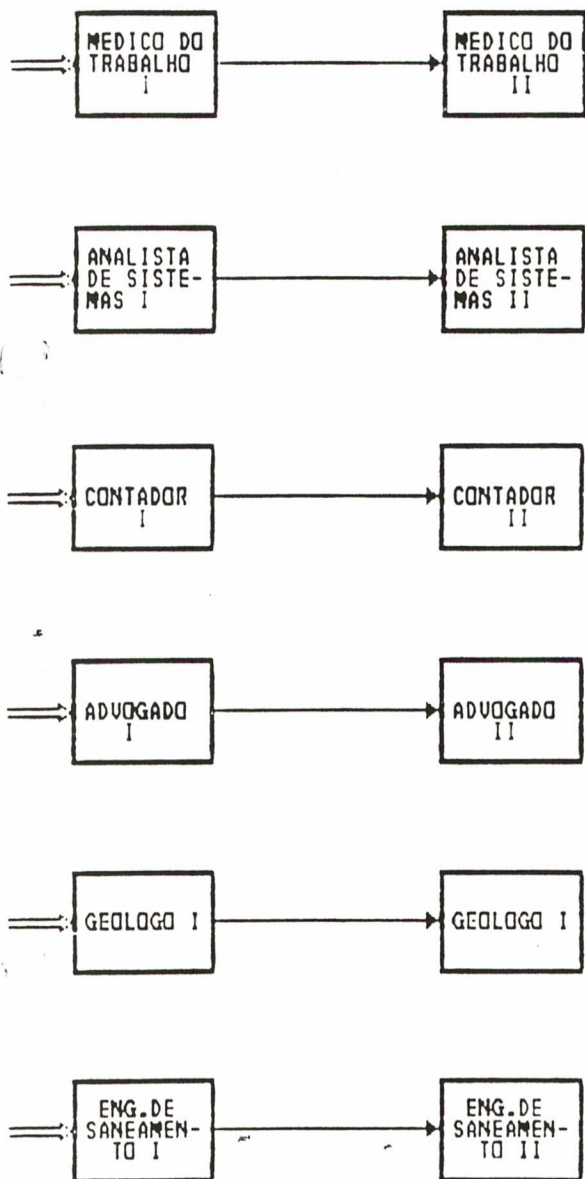 MEDICO DO
TRABALHO
I
MEDICO DO
TRABALHO
II
ANALISTA
DE SISTE-
MAS I
ANALISTA
DE SISTE-
MAS II
CONTADOR
I
CONTADOR
II
ADVOGADO
I
ADVOGADO
II
GEOLOGO I
GEOLOGO I
ENG.DE
SANEAMEN-
TO I
ENG.DE
SANEAMEN-
TO II